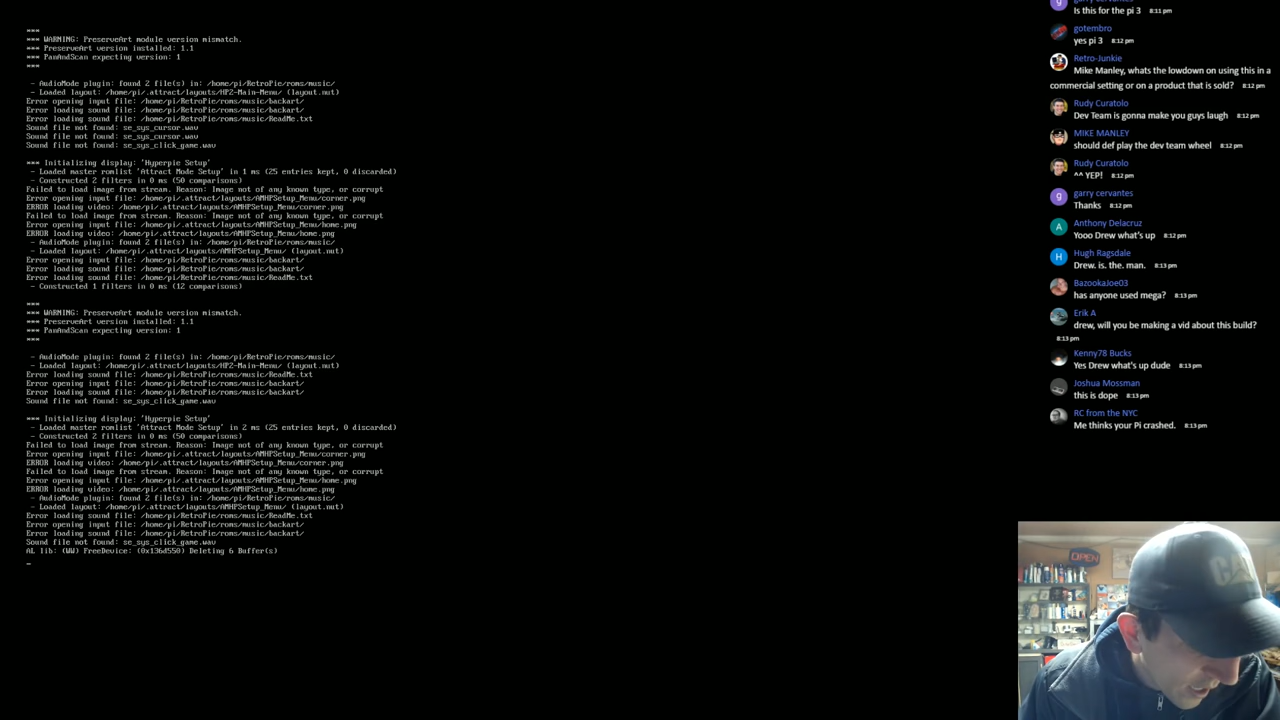 ***
*** WARNING: PreserveArt module version mismatch.
*** PreserveArt version installed: 1.1
*** PanAndScan expecting version: 1
***
- AudioMode plugin: found 2 file(s) in: /home/pi/RetroPie/roms/music/
- Loaded layout: /home/pi/.attract/layouts/HP2-Main-Menu/ (layout.nut)
Error opening input file: /home/pi/RetroPie/roms/music/backart/
Error loading sound file: /home/pi/RetroPie/roms/music/backart/
Error loading sound file: /home/pi/RetroPie/roms/music/ReadMe.txt
Sound file not found: se_sys_cursor.wav
Sound file not found: se_sys_cursor.wav
Sound file not found: se_sys_click_game.wav
*** Initializing display: 'Hyperpie Setup'
- Loaded master romlist 'Attract Mode Setup' in 1 ms (25 entries kept, 0 discarded)
- Constructed 2 filters in 0 ms (50 comparisons)
Failed to load image from stream. Reason: Image not of any known type, or corrupt
Error opening input file: /home/pi/.attract/layouts/AMHPSetup_Menu/corner.png
ERROR loading video: /home/pi/.attract/layouts/AMHPSetup_Menu/corner.png
Failed to load image from stream. Reason: Image not of any known type, or corrupt
Error opening input file: /home/pi/.attract/layouts/AMHPSetup_Menu/home.png
ERROR loading video: /home/pi/.attract/layouts/AMHPSetup_Menu/home.png
- AudioMode plugin: found 2 file(s) in: /home/pi/RetroPie/roms/music/
- Loaded layout: /home/pi/.attract/layouts/AMHPSetup_Menu/ (layout.nut)
Error opening input file: /home/pi/RetroPie/roms/music/backart/
Error loading sound file: /home/pi/RetroPie/roms/music/backart/
Error loading sound file: /home/pi/RetroPie/roms/music/ReadMe.txt
- Constructed 1 filters in 0 ms (12 comparisons)
***
*** WARNING: PreserveArt module version mismatch.
*** PreserveArt version installed: 1.1
*** PanAndScan expecting version: 1
***
- AudioMode plugin: found 2 file(s) in: /home/pi/RetroPie/roms/music/
- Loaded layout: /home/pi/.attract/layouts/HP2-Main-Menu/ (layout.nut)
Error loading sound file: /home/pi/RetroPie/roms/music/ReadMe.txt
Error opening input file: /home/pi/RetroPie/roms/music/backart/
Error loading sound file: /home/pi/RetroPie/roms/music/backart/
Sound file not found: se_sys_click_game.wav
*** Initializing display: 'Hyperpie Setup'
- Loaded master romlist 'Attract Mode Setup' in 2 ms (25 entries kept, 0 discarded)
- Constructed 2 filters in 0 ms (50 comparisons)
Failed to load image from stream. Reason: Image not of any known type, or corrupt
Error opening input file: /home/pi/.attract/layouts/AMHPSetup_Menu/corner.png
ERROR loading video: /home/pi/.attract/layouts/AMHPSetup_Menu/corner.png
Failed to load image from stream. Reason: Image not of any known type, or corrupt
Error opening input file: /home/pi/.attract/layouts/AMHPSetup_Menu/home.png
ERROR loading video: /home/pi/.attract/layouts/AMHPSetup_Menu/home.png
- AudioMode plugin: found 2 file(s) in: /home/pi/RetroPie/roms/music/
- Loaded layout: /home/pi/.attract/layouts/AMHPSetup_Menu/ (layout.nut)
Error loading sound file: /home/pi/RetroPie/roms/music/ReadMe.txt
Error opening input file: /home/pi/RetroPie/roms/music/backart/
Error loading sound file: /home/pi/RetroPie/roms/music/backart/
Sound file not found: se_sys_click_game.wav
AL lib: (WW) FreeDevice: (0x136d550) Deleting 6 Buffer(s)
_
garry cervantes
Is this for the pi 3 8:11 pm
gotembro
yes pi 3 8:12 pm
Retro-Junkie
Mike Manley, whats the lowdown on using this in a
commercial setting or on a product that is sold? 8:12 pm
Rudy Curatolo
Dev Team is gonna make you guys laugh 8:12 pm
MIKE MANLEY
should def play the dev team wheel 8:12 pm
Rudy Curatolo
^^ YEP! 8:12 pm
garry cervantes
Thanks 8:12 pm
Anthony Delacruz
Yooo Drew what's up 8:12 pm
Hugh Ragsdale
Drew. is. the. man. 8:13 pm
BazookaJoe03
has anyone used mega? 8:13 pm
Erik A
drew, will you be making a vid about this build?
8:13 pm
Kenny78 Bucks
Yes Drew what's up dude 8:13 pm
Joshua Mossman
this is dope 8:13 pm
RC from the NYC
Me thinks your Pi crashed. 8:13 pm
OPEN
CAT